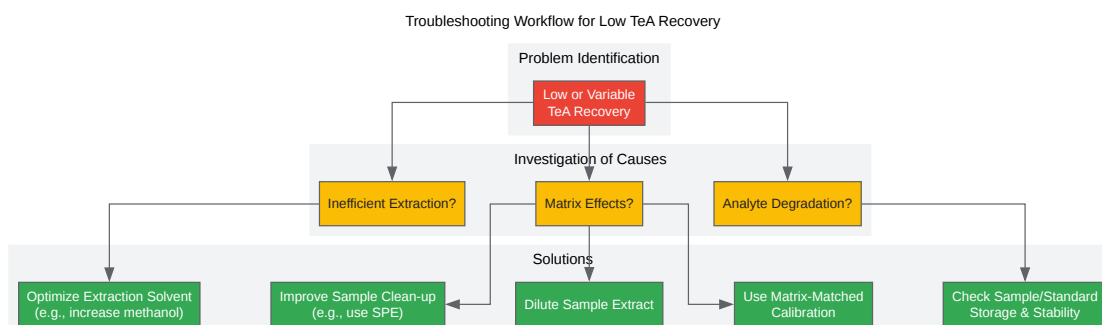 Troubleshooting Workflow for Low TeA Recovery
Problem Identification
Low or Variable
TeA Recovery
Investigation of Causes
Inefficient Extraction?
Matrix Effects?
Analyte Degradation?
Solutions
Optimize Extraction Solvent
(e.g., increase methanol)
Improve Sample Clean-up
(e.g., use SPE)
Dilute Sample Extract
Use Matrix-Matched
Calibration
Check Sample/Standard
Storage & Stability